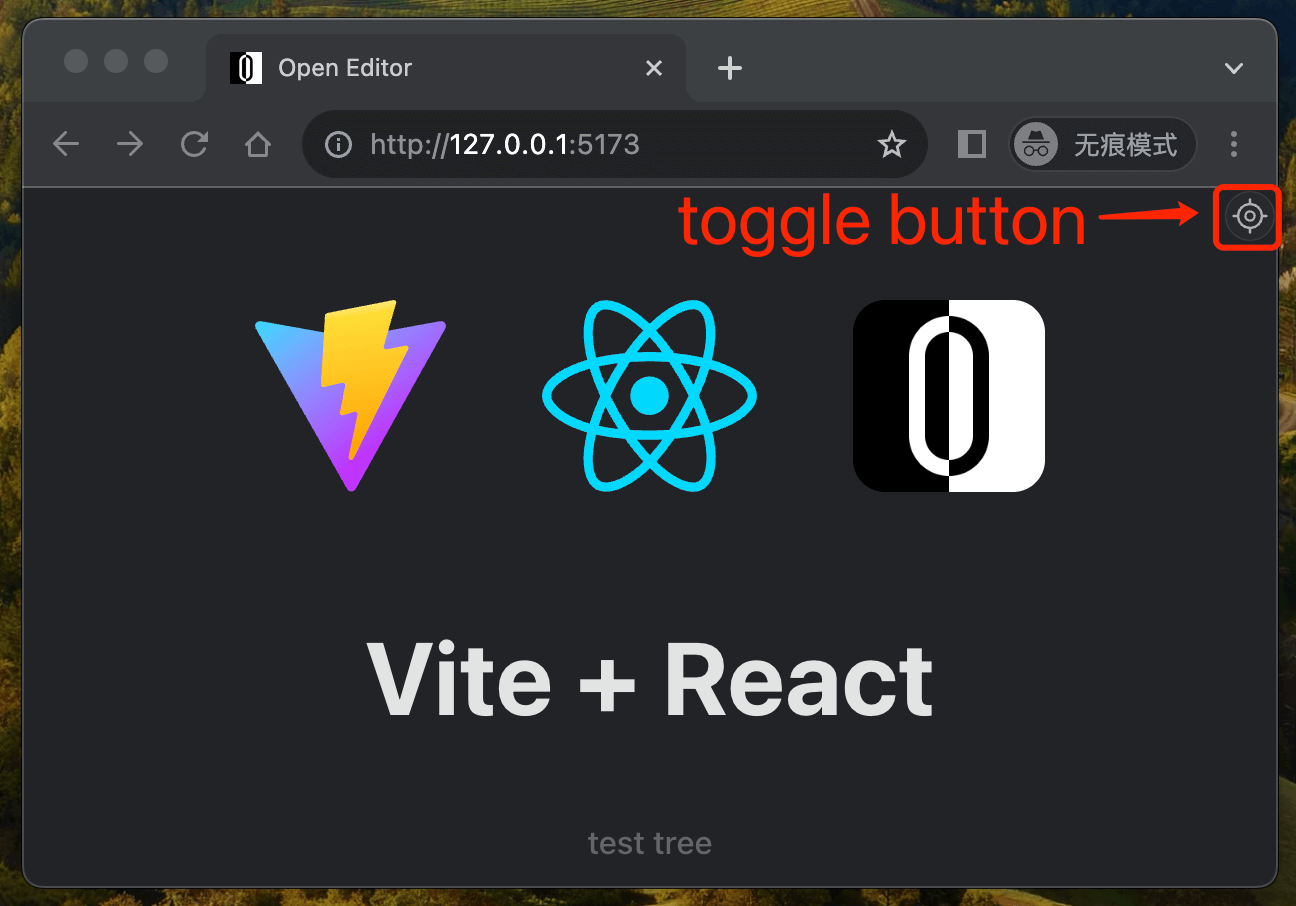 Open Editor
http://127.0.0.1:5173
无痕模式
toggle button
Vite + React
test tree